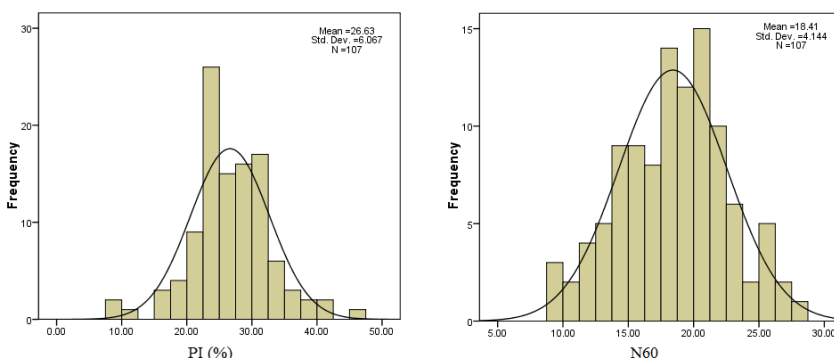 Mean =26.63
Std. Dev. =6.067
N =107
Frequency
30
20
10
0
0.00 10.00 20.00 30.00 40.00 50.00
PI (%)
Mean =18.41
Std. Dev. =4.144
N =107
Frequency
15
10
5
0
5.00 10.00 15.00 20.00 25.00 30.00
N60